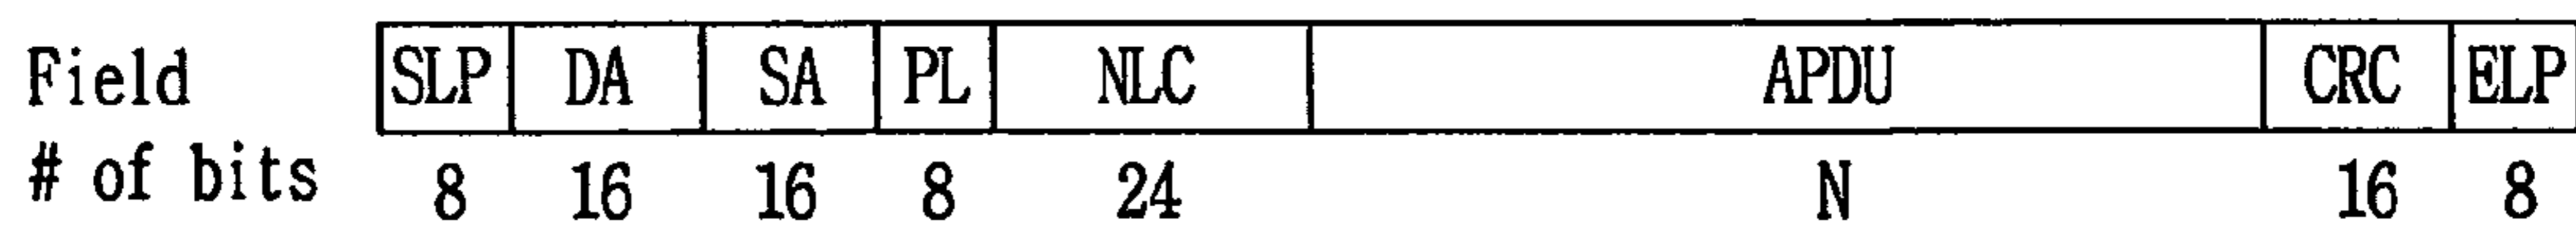 Field SLP DA SA PL NLC APDU CRC ELP
# of bits 8 16 16 8 24 N 16 8